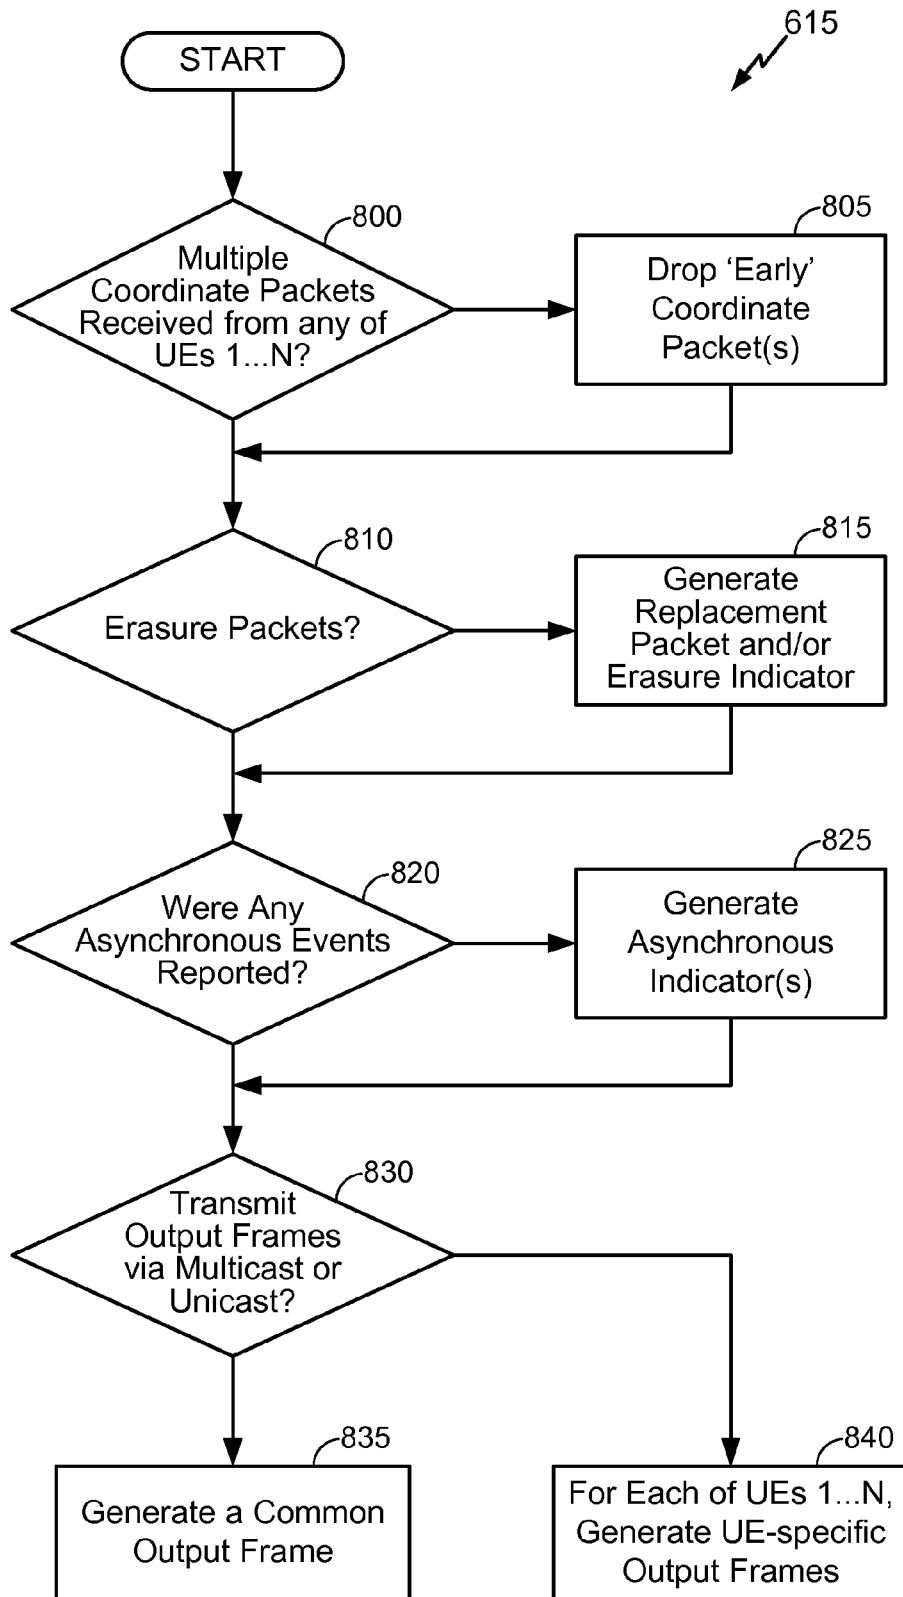 615
START
800
Multiple
Coordinate Packets
Received from any of
UEs 1...N?
805
Drop ‘Early’
Coordinate
Packet(s)
810
Erasure Packets?
815
Generate
Replacement
Packet and/or
Erasure Indicator
820
Were Any
Asynchronous Events
Reported?
825
Generate
Asynchronous
Indicator(s)
830
Transmit
Output Frames
via Multicast or
Unicast?
835
Generate a Common
Output Frame
840
For Each of UEs 1...N,
Generate UE-specific
Output Frames